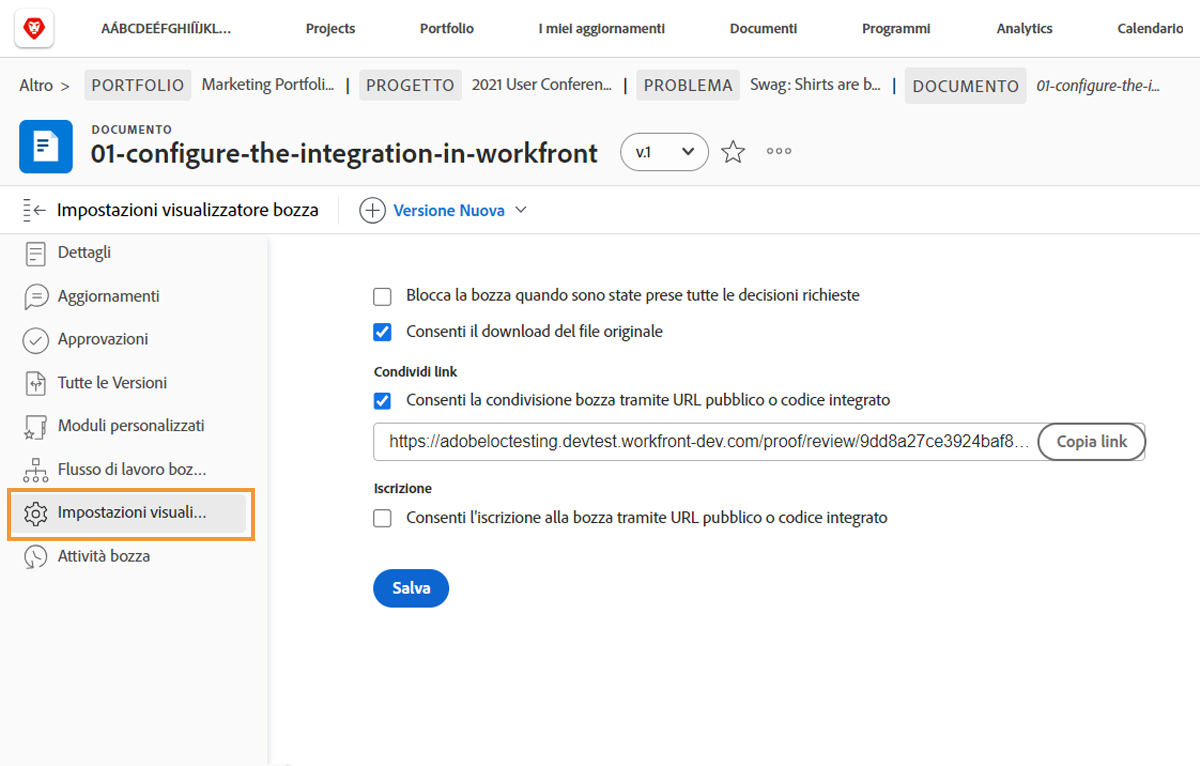 AÁBCDEÉFGHIÍÏJKL... Projects Portfolio I miei aggiornamenti Documenti Programmi Analytics Calendario
Altro > PORTFOLIO Marketing Portfoli... | PROGETTO 2021 User Conferen... | PROBLEMA Swag: Shirts are b... | DOCUMENTO 01-configure-the-i...
DOCUMENTO
01-configure-the-integration-in-workfront v.1
Impostazioni visualizzatore bozza Versione Nuova
Dettagli
Aggiornamenti
Approvazioni
Tutte le Versioni
Moduli personalizzati
Flusso di lavoro boz...
Impostazioni visuali...
Attività bozza
Blocca la bozza quando sono state prese tutte le decisioni richieste
Consenti il download del file originale
Condividi link
Consenti la condivisione bozza tramite URL pubblico o codice integrato
https://adobeloctesting.devtest.workfront-dev.com/proof/review/9dd8a27ce3924baf8... Copia link
Iscrizione
Consenti l'iscrizione alla bozza tramite URL pubblico o codice integrato
Salva